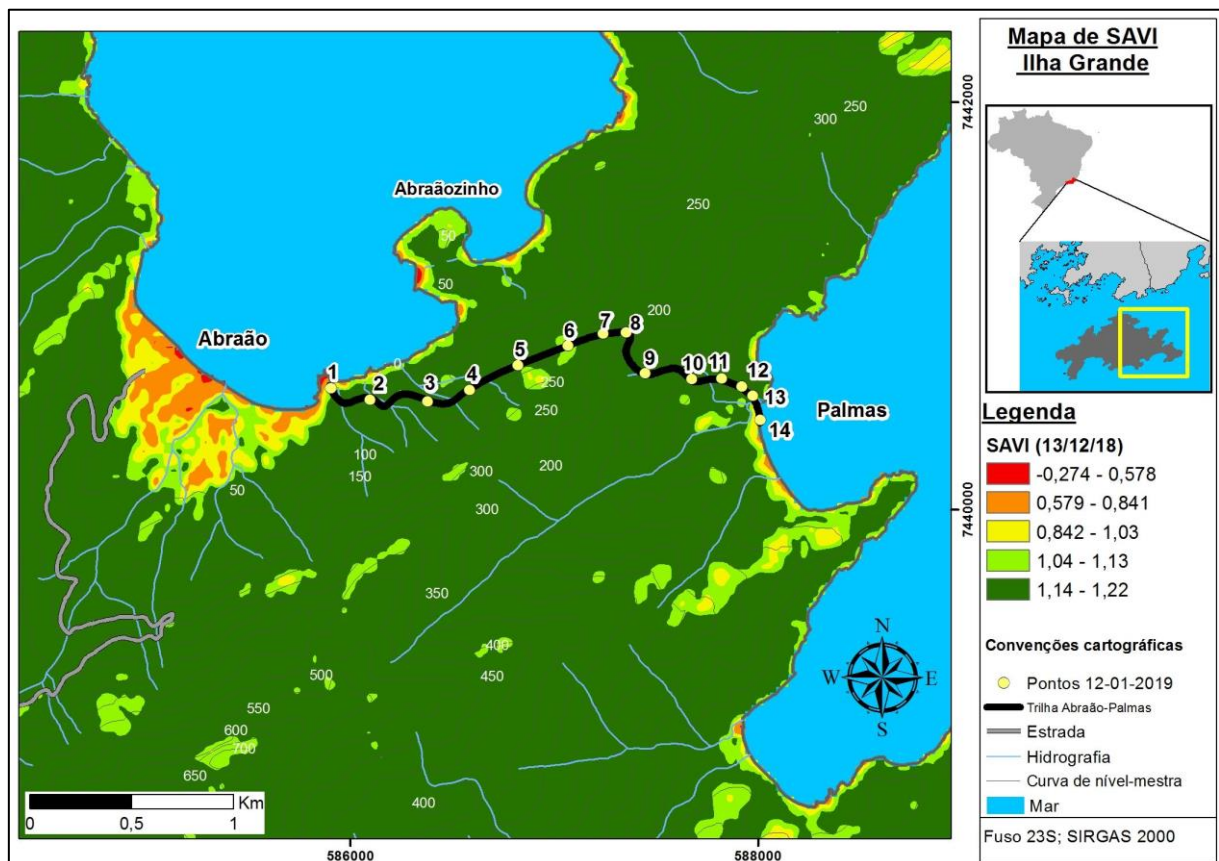 Mapa de SAVI
Ilha Grande
7442000
7440000
586000
588000
Abraãozinho
Abraão
Palmas
1
2
3
4
5
6
7
8
9
10
11
12
13
14
250
300
250
50
50
0
200
250
250
200
100
150
300
300
50
350
400
450
500
550
600
700
650
400
N
W
E
S
Km
0
0,5
1
Legenda
SAVI (13/12/18)
-0,274 - 0,578
0,579 - 0,841
0,842 - 1,03
1,04 - 1,13
1,14 - 1,22
Convenções cartográficas
Pontos 12-01-2019
Trilha Abraão-Palmas
Estrada
Hidrografia
Curva de nível-mestra
Mar
Fuso 23S; SIRGAS 2000